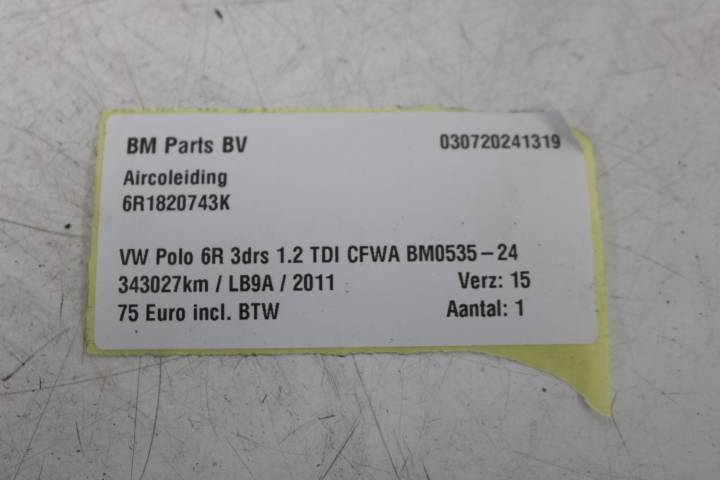 BM Parts BV 030720241319
Aircoleiding
6R1820743K
VW Polo 6R 3drs 1.2 TDI CFWA BM0535-24
343027km / LB9A / 2011 Verz: 15
75 Euro incl. BTW Aantal: 1